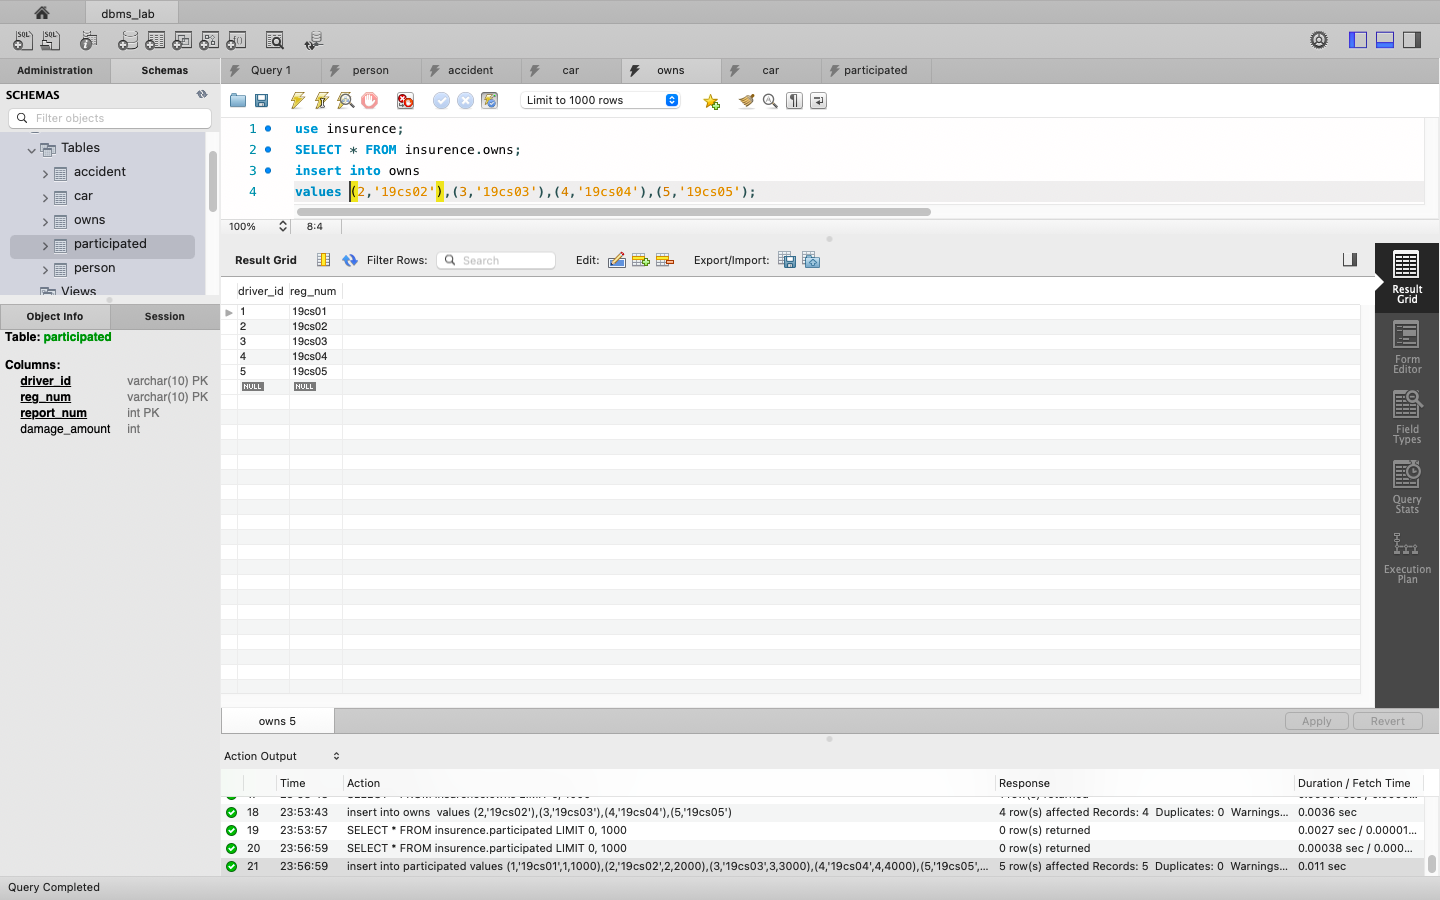 dbms_lab
Administration Schemas
Query 1 person accident car owns car participated
SCHEMAS
Filter objects
Limit to 1000 rows
Tables
accident
car
owns
participated
person
Views
1 use insurence;
2 SELECT * FROM insurence.owns;
3 insert into owns
4 values (2,'19cs02'),(3,'19cs03'),(4,'19cs04'),(5,'19cs05');
100% 8:4
Result Grid Filter Rows: Search Edit: Export/Import:
driver_id reg_num
1 19cs01
2 19cs02
3 19cs03
4 19cs04
5 19cs05
NULL NULL
Result Grid
Form Editor
Field Types
Query Stats
Execution Plan
Object Info Session
Table: participated
Columns:
driver_id varchar(10) PK
reg_num varchar(10) PK
report_num int PK
damage_amount int
owns 5 Apply Revert
Action Output
Time Action Response Duration / Fetch Time
18 23:53:43 insert into owns values (2,'19cs02'),(3,'19cs03'),(4,'19cs04'),(5,'19cs05') 4 row(s) affected Records: 4 Duplicates: 0 Warnings... 0.0036 sec
19 23:53:57 SELECT * FROM insurence.participated LIMIT 0, 1000 0 row(s) returned 0.0027 sec / 0.00001...
20 23:56:59 SELECT * FROM insurence.participated LIMIT 0, 1000 0 row(s) returned 0.00038 sec / 0.000...
21 23:56:59 insert into participated values (1,'19cs01',1,1000),(2,'19cs02',2,2000),(3,'19cs03',3,3000),(4,'19cs04',4,4000),(5,'19cs05',... 5 row(s) affected Records: 5 Duplicates: 0 Warnings... 0.011 sec
Query Completed